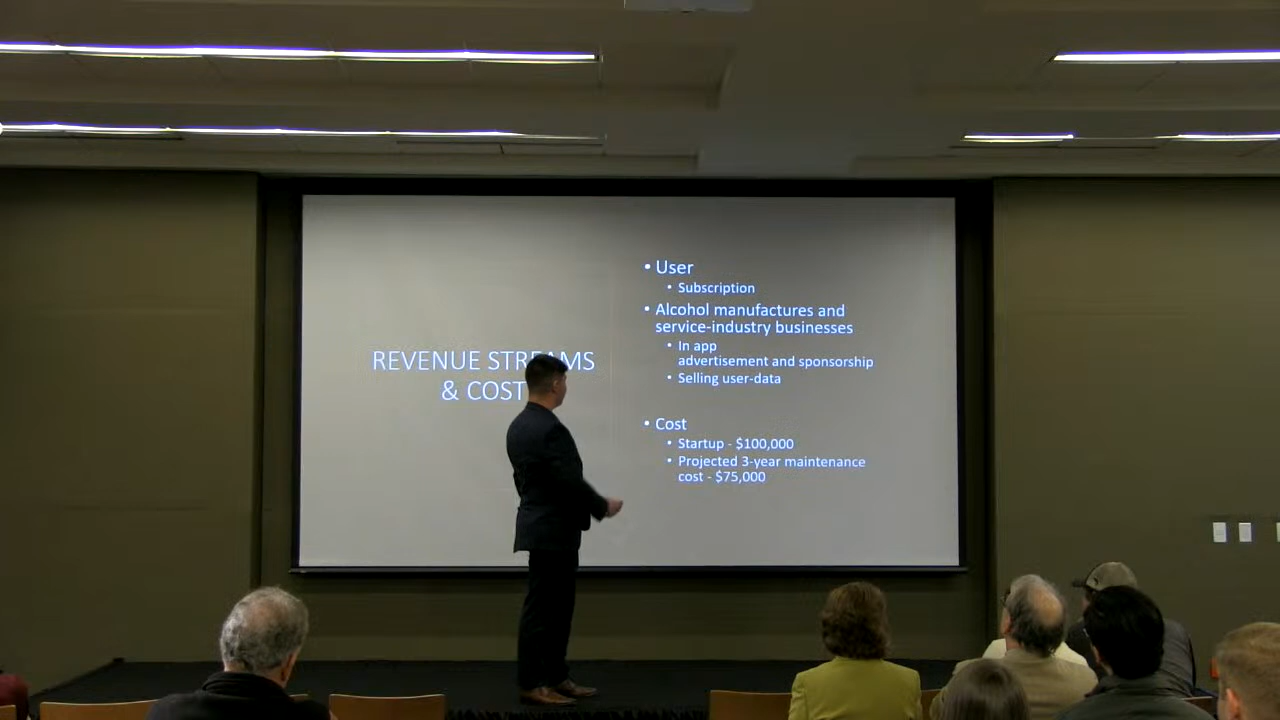 REVENUE STREAMS
& COST
• User
• Subscription
• Alcohol manufactures and
service-industry businesses
• In app
advertisement and sponsorship
• Selling user-data
• Cost
• Startup - $100,000
• Projected 3-year maintenance
cost - $75,000